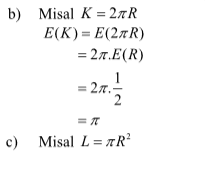 b) Misal K = 2πR
E(K) = E(2πR)
= 2π.E(R)
= 2π.1/2
= π
c) Misal L = πR²